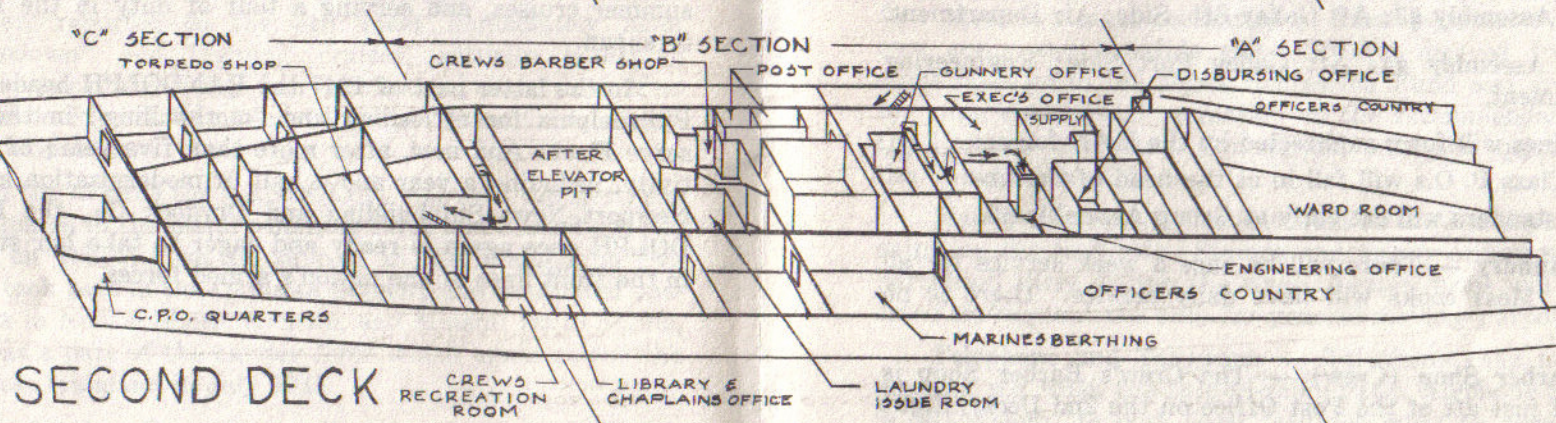 "C" SECTION
"B" SECTION
"A" SECTION
TORPEDO SHOP
CREWS BARBER SHOP
POST OFFICE
GUNNERY OFFICE
DISBURSING OFFICE
EXEC'S OFFICE
OFFICERS COUNTRY
SUPPLY
AFTER
ELEVATOR
PIT
WARD ROOM
ENGINEERING OFFICE
OFFICERS COUNTRY
C.P.O. QUARTERS
MARINES BERTHING
SECOND DECK
CREWS
RECREATION
ROOM
LIBRARY &
CHAPLAINS OFFICE
LAUNDRY
ISSUE ROOM